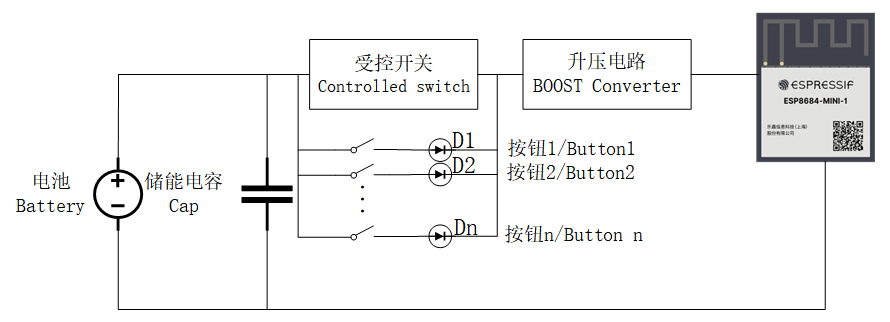 受控开关
Controlled switch
升压电路
BOOST Converter
ESPRESSIF
ESP8684-MINI-1
乐鑫信息科技(上海)
股份有限公司
D1
按钮1/Button1
D2
按钮2/Button2
电池
Battery
储能电容
Cap
Dn
按钮n/Button n